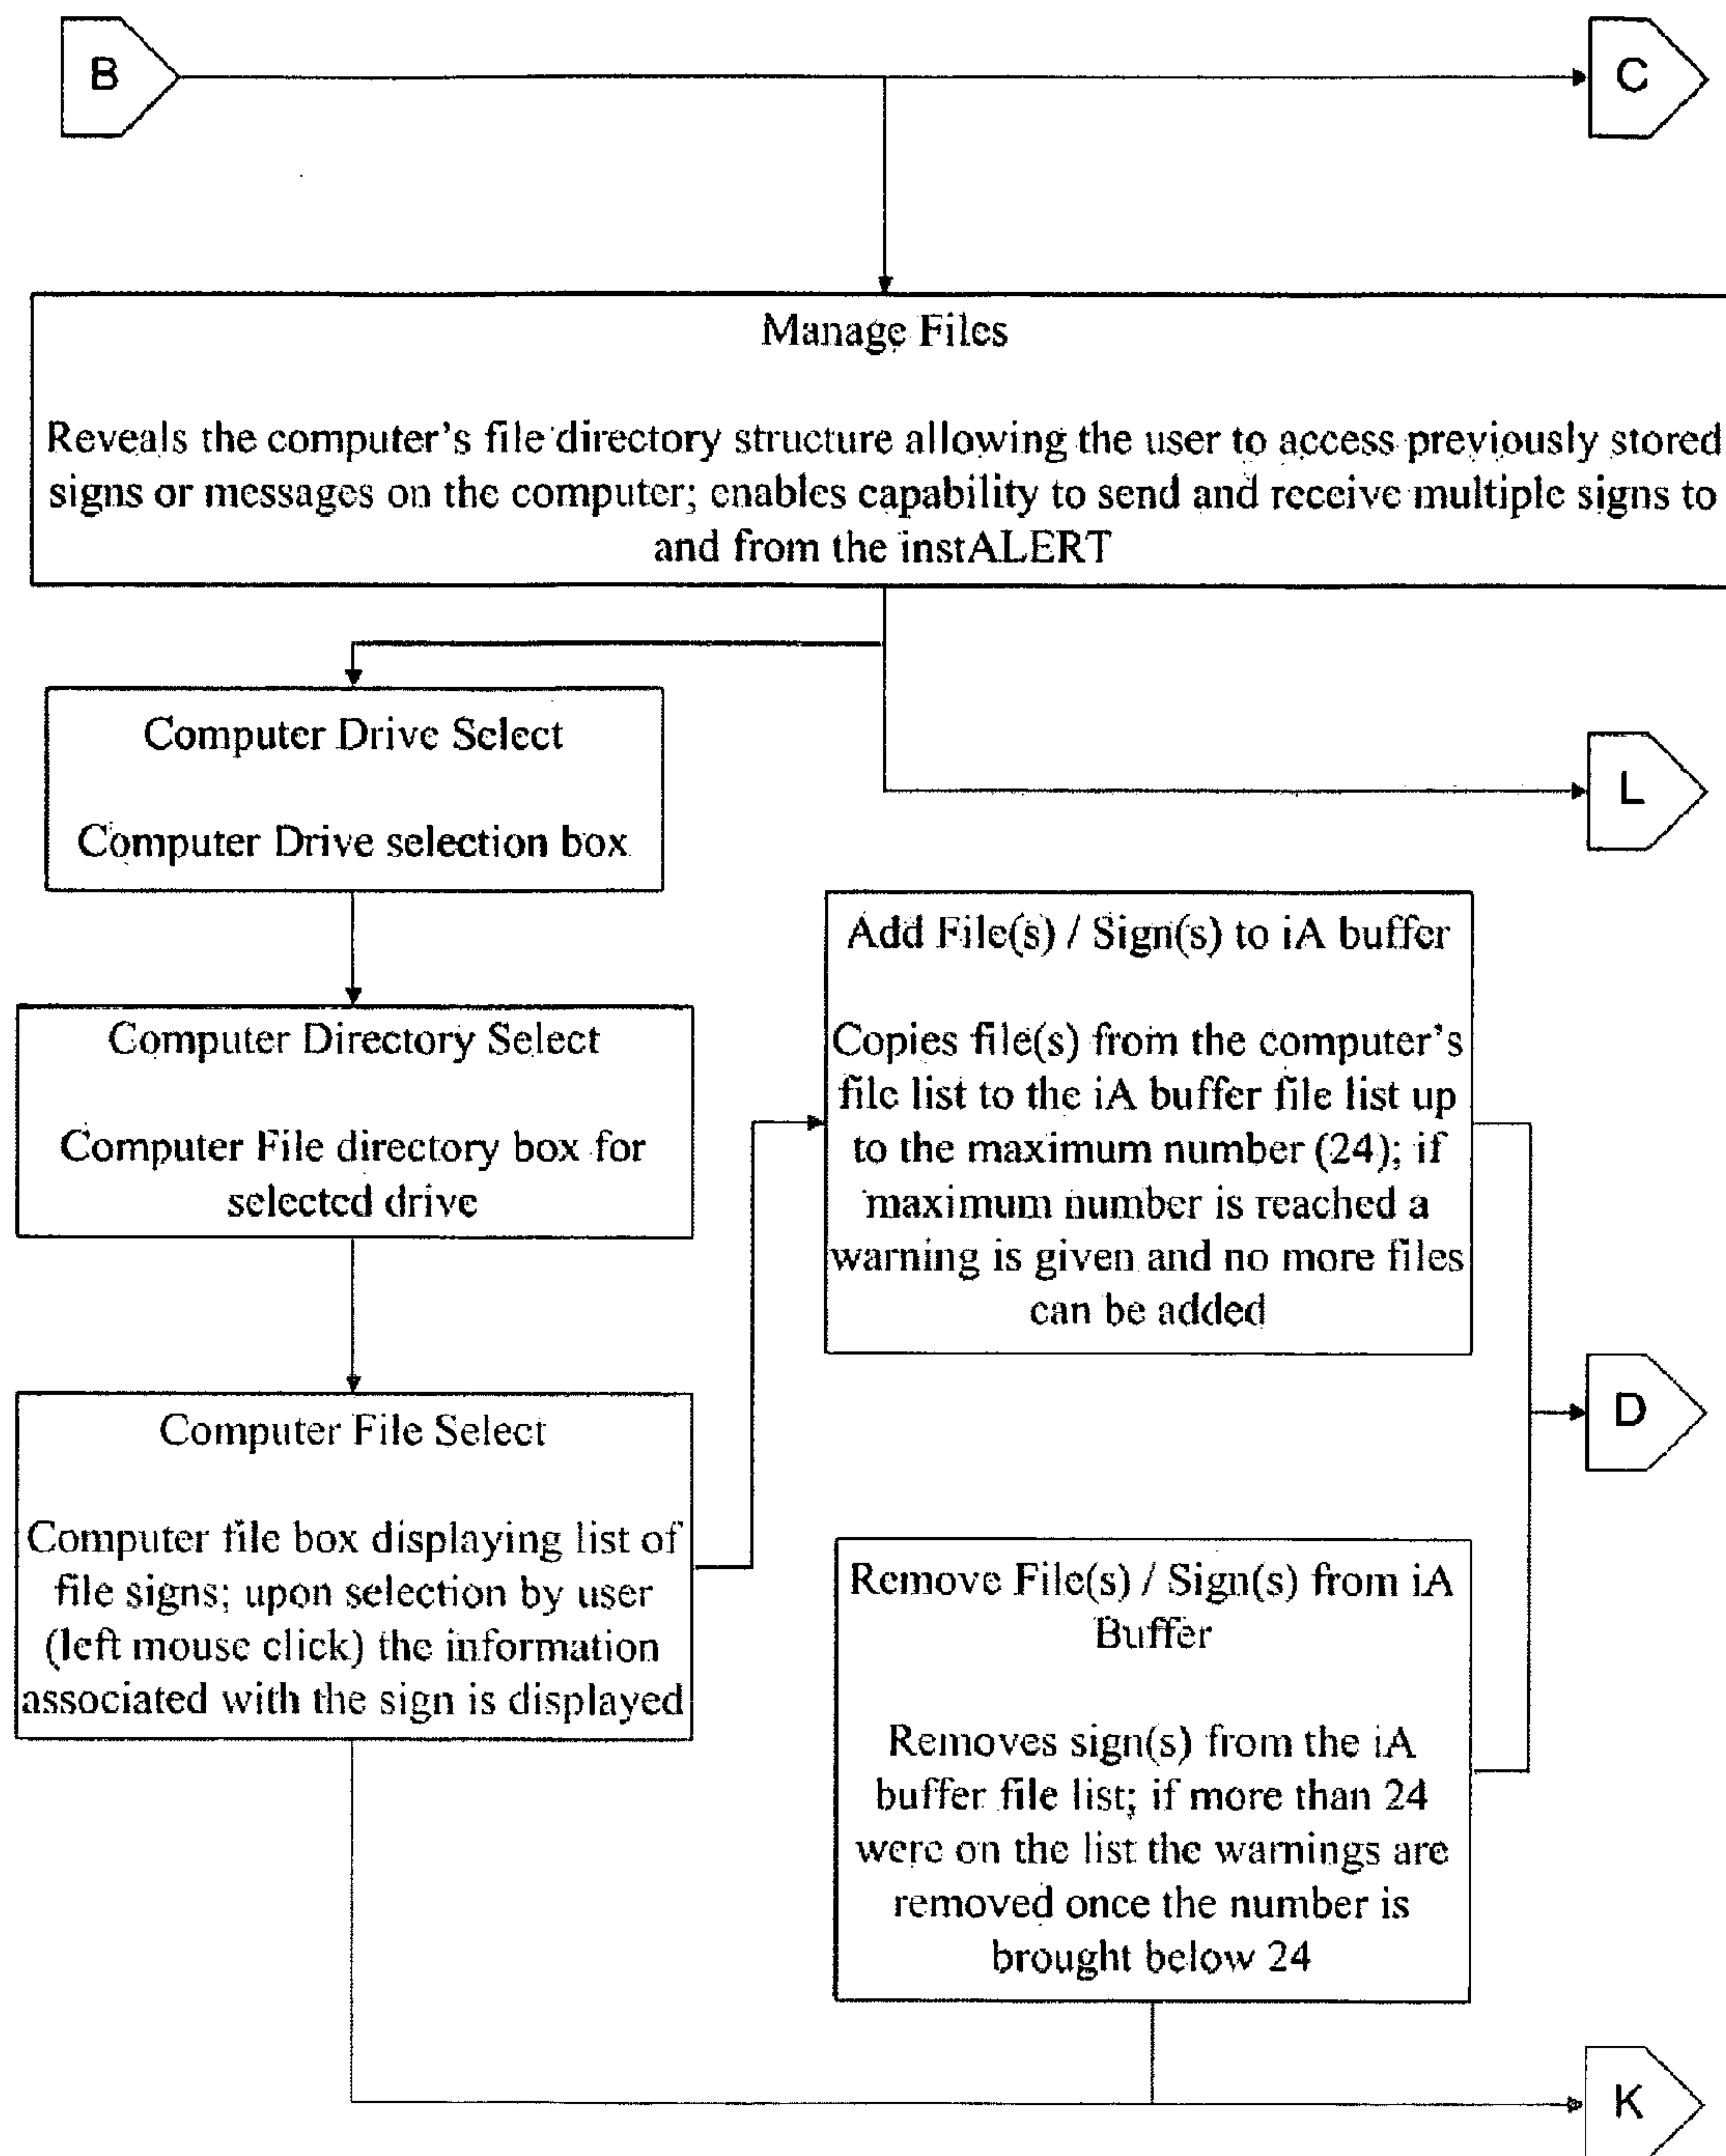 B
C
Manage Files
Reveals the computer's file directory structure allowing the user to access previously stored
signs or messages on the computer; enables capability to send and receive multiple signs to
and from the instALERT
Computer Drive Select
Computer Drive selection box
L
Add File(s) / Sign(s) to iA buffer
Copies file(s) from the computer's
file list to the iA buffer file list up
to the maximum number (24); if
maximum number is reached a
warning is given and no more files
can be added
Computer Directory Select
Computer File directory box for
selected drive
D
Computer File Select
Computer file box displaying list of
file signs; upon selection by user
(left mouse click) the information
associated with the sign is displayed
Remove File(s) / Sign(s) from iA
Buffer
Removes sign(s) from the iA
buffer file list; if more than 24
were on the list the warnings are
removed once the number is
brought below 24
K